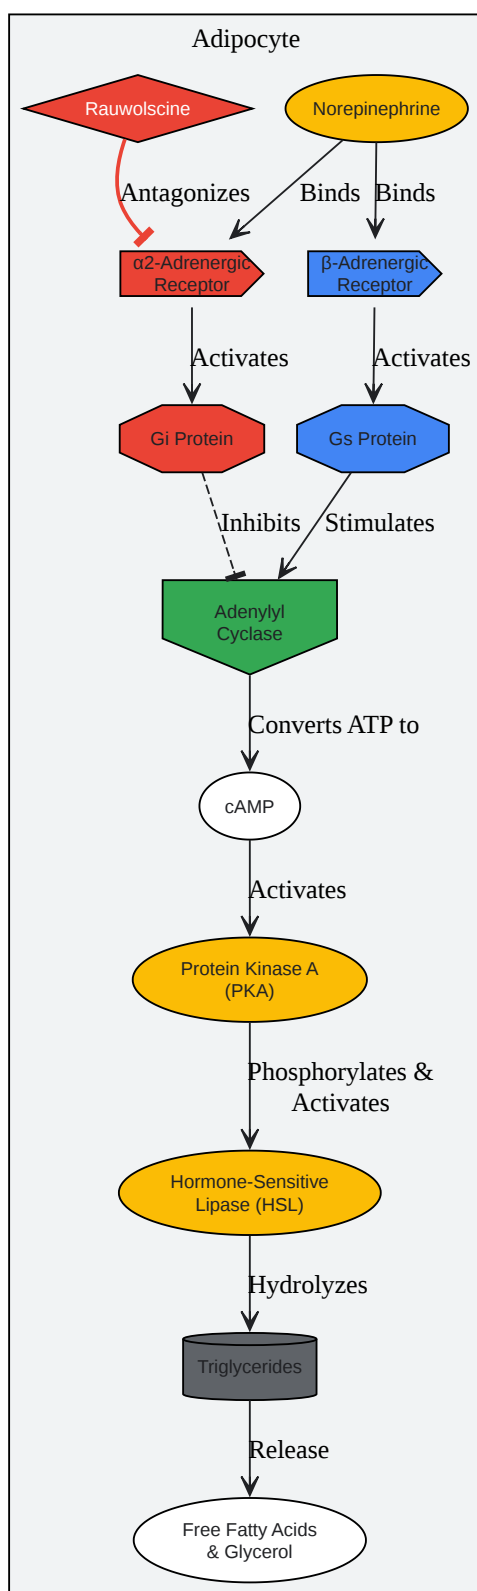 Adipocyte
Rauwolscine
Norepinephrine
Antagonizes
Binds
Binds
α2-Adrenergic
Receptor
β-Adrenergic
Receptor
Activates
Activates
Gi Protein
Gs Protein
Inhibits
Stimulates
Adenylyl
Cyclase
Converts ATP to
cAMP
Activates
Protein Kinase A
(PKA)
Phosphorylates &
Activates
Hormone-Sensitive
Lipase (HSL)
Hydrolyzes
Triglycerides
Release
Free Fatty Acids
& Glycerol